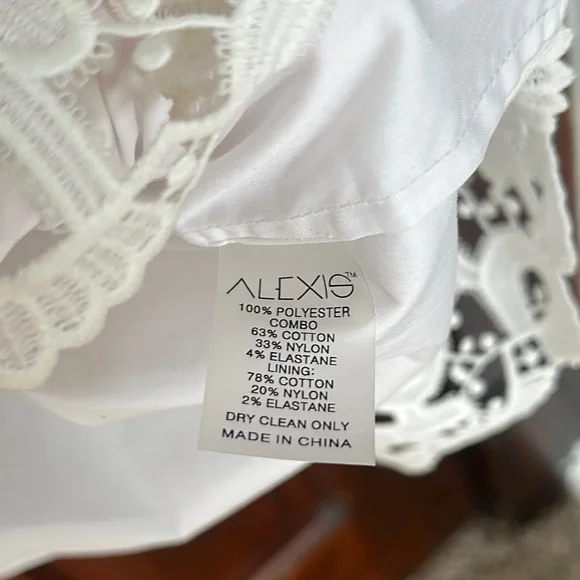 ALEXIS™
100% POLYESTER
COMBO
63% COTTON
33% NYLON
4% ELASTANE
LINING:
78% COTTON
20% NYLON
2% ELASTANE
DRY CLEAN ONLY
MADE IN CHINA